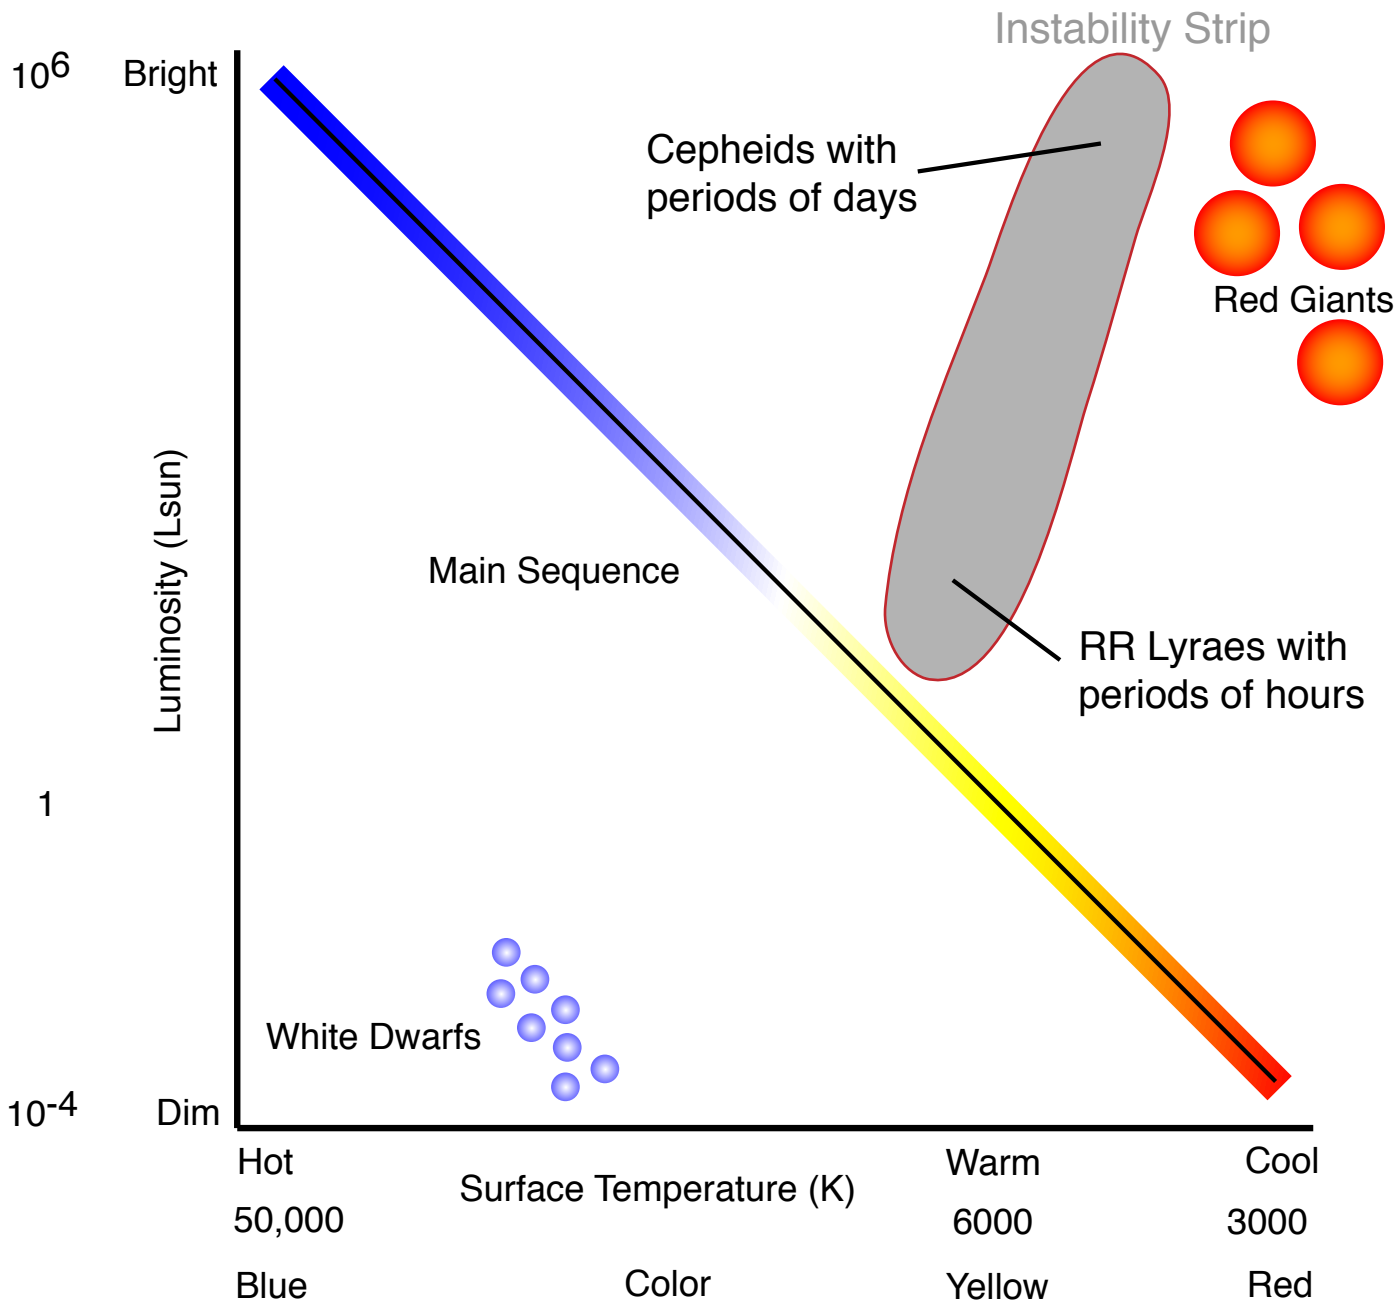 Instability Strip
10^6 Bright
Cepheids with
periods of days
Red Giants
Luminosity (Lsun)
Main Sequence
RR Lyraes with
periods of hours
1
White Dwarfs
10^-4 Dim
Hot Warm Cool
Surface Temperature (K)
50,000 6000 3000
Blue Color Yellow Red